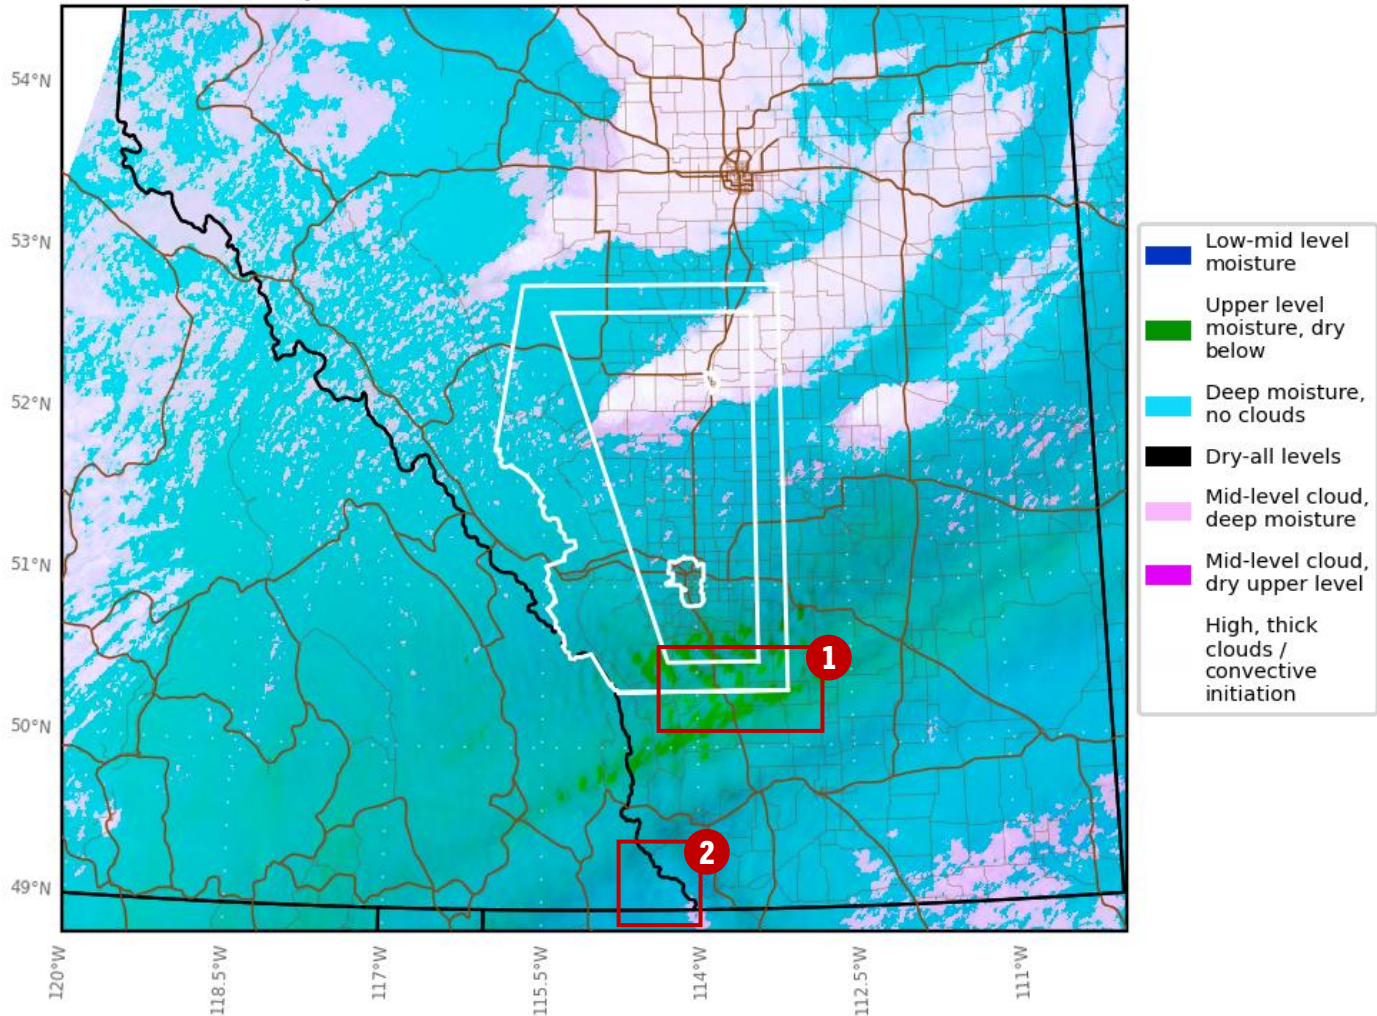 54°N
53°N
52°N
51°N
50°N
49°N
120°W
118.5°W
117°W
115.5°W
114°W
112.5°W
111°W
1
2
Low-mid level
moisture
Upper level
moisture, dry
below
Deep moisture,
no clouds
Dry-all levels
Mid-level cloud,
deep moisture
Mid-level cloud,
dry upper level
High, thick
clouds /
convective
initiation